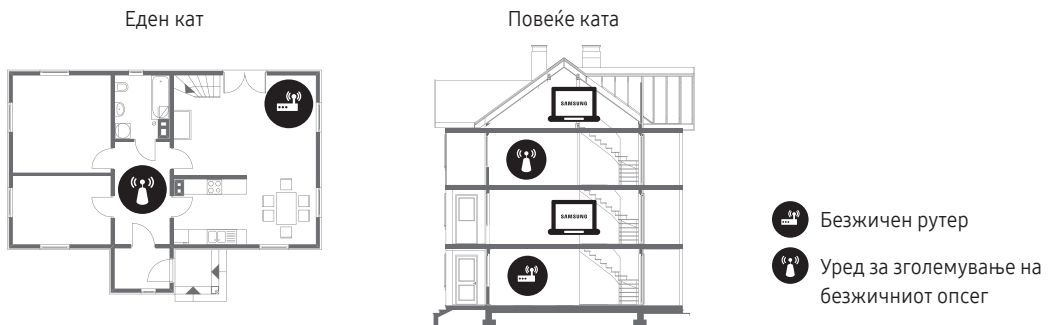 Еден кат
Повеќе ката
SAMSUNG
SAMSUNG
Безжичен рутер
Уред за зголемување на
безжичниот опсег